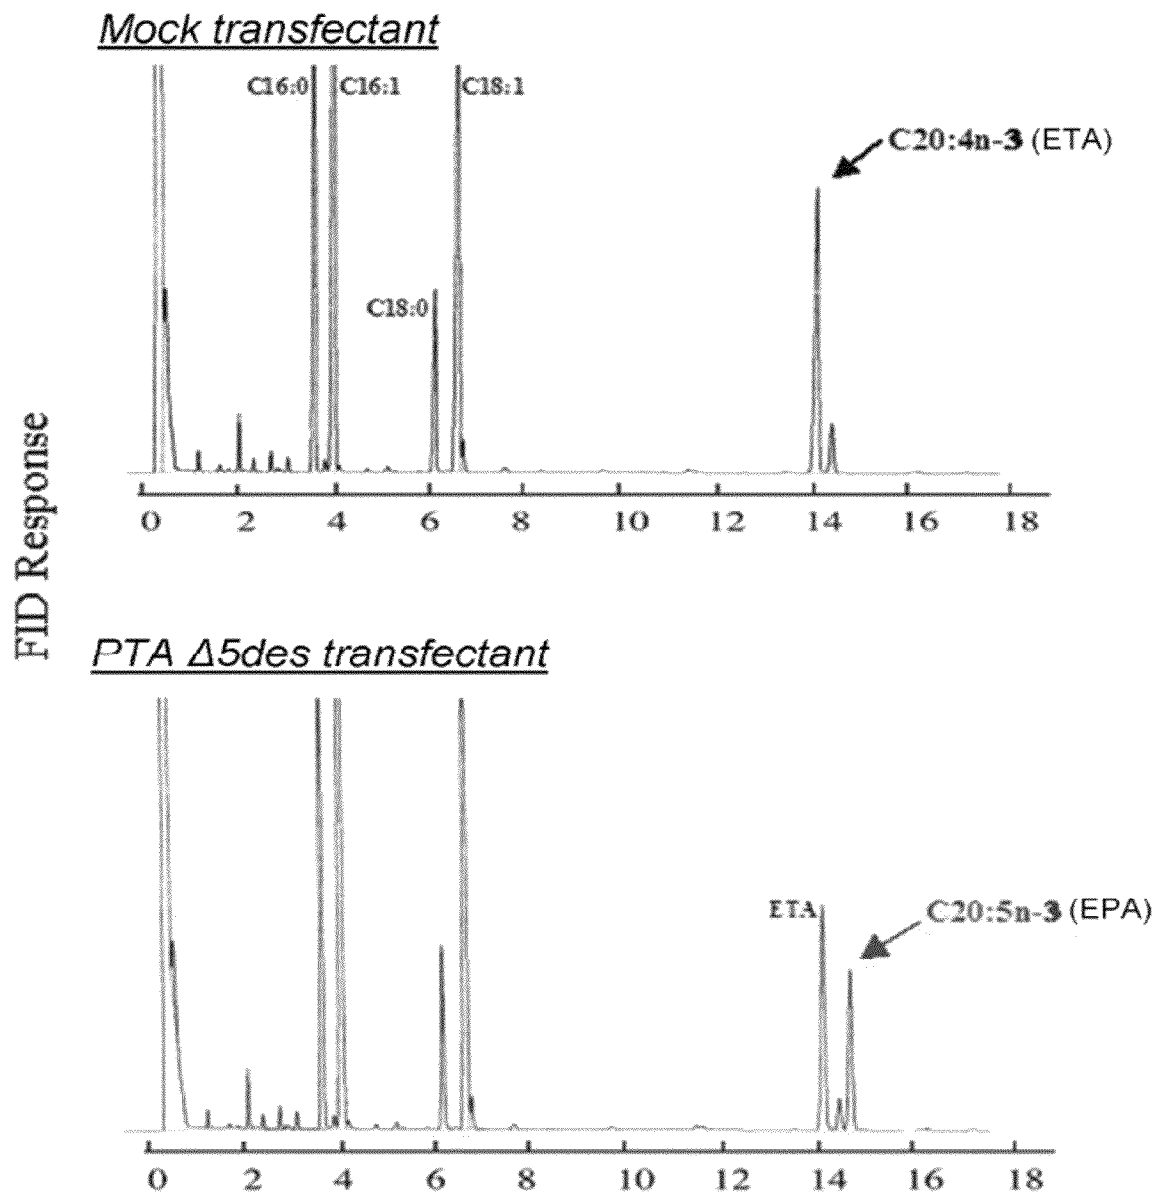 Mock transfectant
C16:0 C16:1 C18:1
C20:4n-3 (ETA)
C18:0
FID Response
0 2 4 6 8 10 12 14 16 18
PTA Δ5des transfectant
ETA C20:5n-3 (EPA)
0 2 4 6 8 10 12 14 16 18